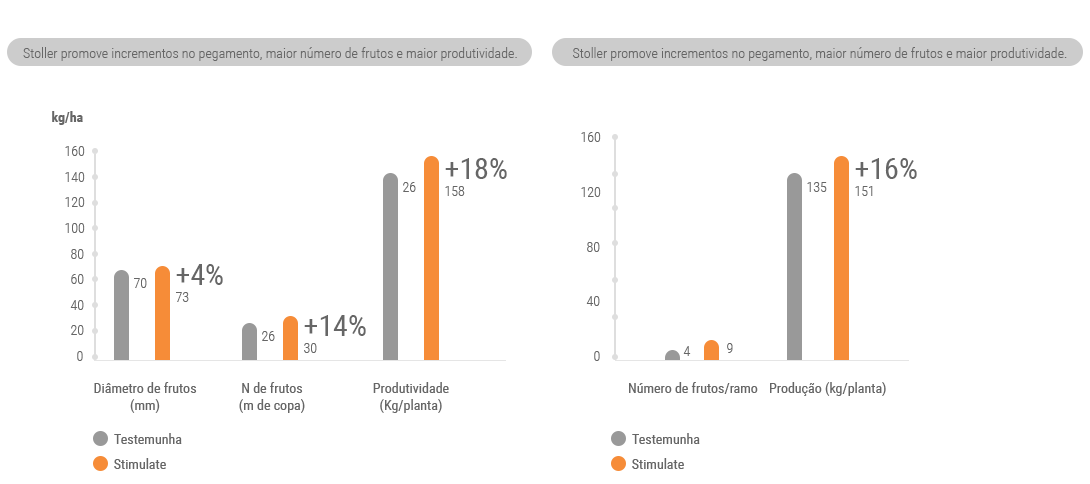 Stoller promove incrementos no pegamento, maior número de frutos e maior produtividade.
kg/ha
160
140
120
100
80
60
40
20
0
70
+4%
73
26
+14%
30
26
+18%
158
Diâmetro de frutos
(mm)
N de frutos
(m de copa)
Produtividade
(Kg/planta)
Testemunha
Stimulate
Stoller promove incrementos no pegamento, maior número de frutos e maior produtividade.
160
120
80
40
0
4
9
135
+16%
151
Número de frutos/ramo
Produção (kg/planta)
Testemunha
Stimulate